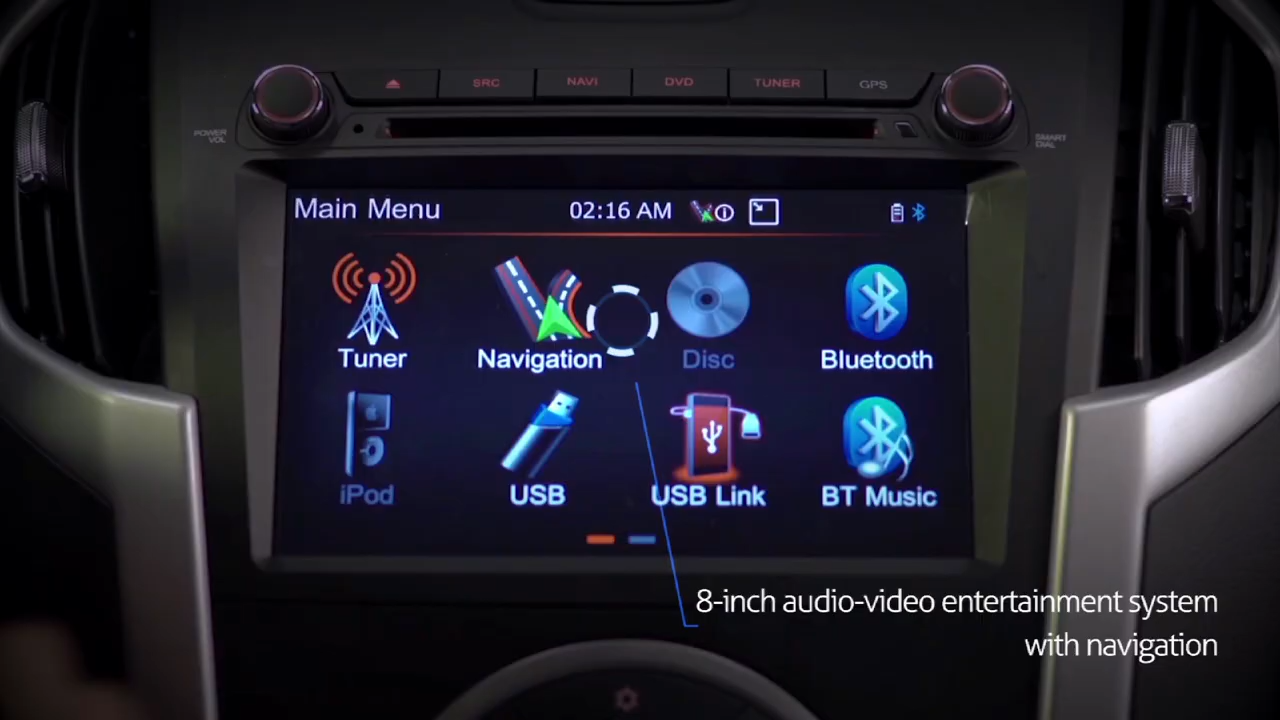 SRC
NAVI
DVD
TUNER
GPS
POWER
VOL
SMART
DIAL
Main Menu
02:16 AM
Tuner
Navigation
Disc
Bluetooth
iPod
USB
USB Link
BT Music
8-inch audio-video entertainment system
with navigation